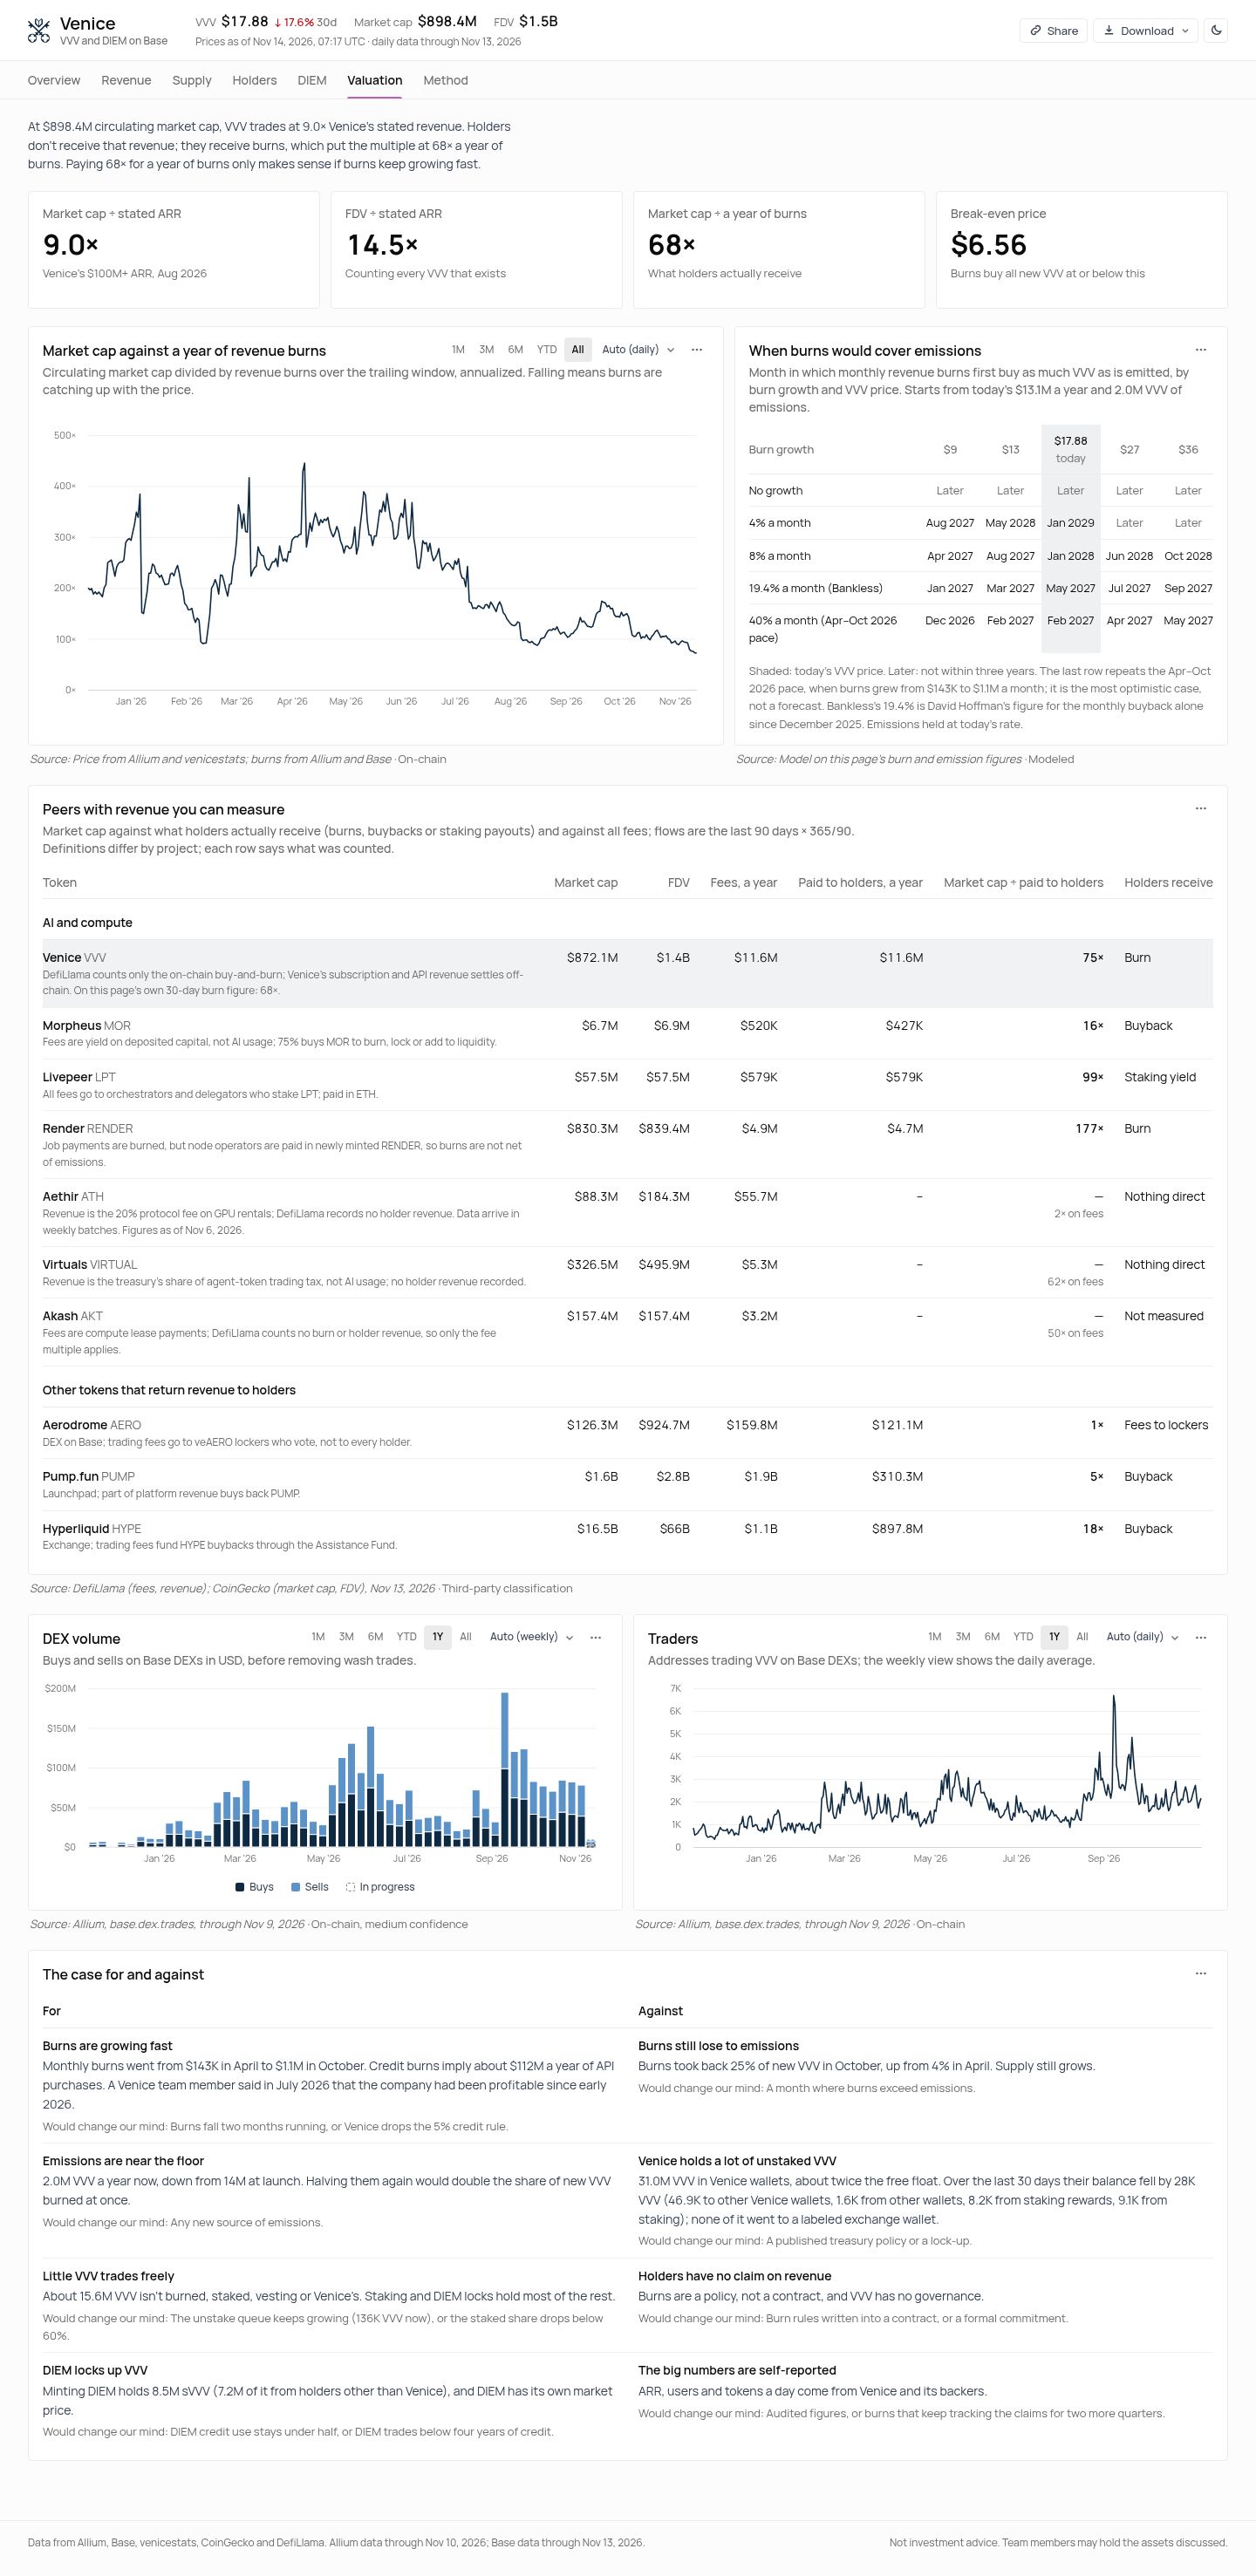 Venice
VVV and DIEM on Base
VVV $17.88 ↓ 17.6% 30d Market cap $898.4M FDV $1.5B
Prices as of Nov 14, 2026, 07:17 UTC · daily data through Nov 13, 2026
Share
Download
Overview Revenue Supply Holders DIEM Valuation Method
At $898.4M circulating market cap, VVV trades at 9.0× Venice's stated revenue. Holders
don't receive that revenue; they receive burns, which put the multiple at 68× a year of
burns. Paying 68× for a year of burns only makes sense if burns keep growing fast.
Market cap ÷ stated ARR
9.0×
Venice's $100M+ ARR, Aug 2026
FDV ÷ stated ARR
14.5×
Counting every VVV that exists
Market cap ÷ a year of burns
68×
What holders actually receive
Break-even price
$6.56
Burns buy all new VVV at or below this
Market cap against a year of revenue burns
1M 3M 6M YTD All Auto (daily)
Circulating market cap divided by revenue burns over the trailing window, annualized. Falling means burns are
catching up with the price.
500×
400×
300×
200×
100×
0×
Jan '26 Feb '26 Mar '26 Apr '26 May '26 Jun '26 Jul '26 Aug '26 Sep '26 Oct '26 Nov '26
Source: Price from Allium and venicestats; burns from Allium and Base · On-chain
When burns would cover emissions
Month in which monthly revenue burns first buy as much VVV as is emitted, by
burn growth and VVV price. Starts from today's $13.1M a year and 2.0M VVV of
emissions.
Burn growth $9 $13 $17.88 today $27 $36
No growth Later Later Later Later Later
4% a month Aug 2027 May 2028 Jan 2029 Later Later
8% a month Apr 2027 Aug 2027 Jan 2028 Jun 2028 Oct 2028
19.4% a month (Bankless) Jan 2027 Mar 2027 May 2027 Jul 2027 Sep 2027
40% a month (Apr–Oct 2026 Dec 2026 Feb 2027 Feb 2027 Apr 2027 May 2027
pace)
Shaded: today's VVV price. Later: not within three years. The last row repeats the Apr–Oct
2026 pace, when burns grew from $143K to $1.1M a month; it is the most optimistic case,
not a forecast. Bankless's 19.4% is David Hoffman's figure for the monthly buyback alone
since December 2025. Emissions held at today's rate.
Source: Model on this page's burn and emission figures · Modeled
Peers with revenue you can measure
Market cap against what holders actually receive (burns, buybacks or staking payouts) and against all fees; flows are the last 90 days × 365/90.
Definitions differ by project; each row says what was counted.
Token Market cap FDV Fees, a year Paid to holders, a year Market cap ÷ paid to holders Holders receive
AI and compute
Venice VVV $872.1M $1.4B $11.6M $11.6M 75× Burn
DefiLlama counts only the on-chain buy-and-burn; Venice's subscription and API revenue settles off-
chain. On this page's own 30-day burn figure: 68×.
Morpheus MOR $6.7M $6.9M $520K $427K 16× Buyback
Fees are yield on deposited capital, not AI usage; 75% buys MOR to burn, lock or add to liquidity.
Livepeer LPT $57.5M $57.5M $579K $579K 99× Staking yield
All fees go to orchestrators and delegators who stake LPT; paid in ETH.
Render RENDER $830.3M $839.4M $4.9M $4.7M 177× Burn
Job payments are burned, but node operators are paid in newly minted RENDER, so burns are not net
of emissions.
Aethir ATH $88.3M $184.3M $55.7M – — Nothing direct
Revenue is the 20% protocol fee on GPU rentals; DefiLlama records no holder revenue. Data arrive in 2× on fees
weekly batches. Figures as of Nov 6, 2026.
Virtuals VIRTUAL $326.5M $495.9M $5.3M – — Nothing direct
Revenue is the treasury's share of agent-token trading tax, not AI usage; no holder revenue recorded. 62× on fees
Akash AKT $157.4M $157.4M $3.2M – — Not measured
Fees are compute lease payments; DefiLlama counts no burn or holder revenue, so only the fee 50× on fees
multiple applies.
Other tokens that return revenue to holders
Aerodrome AERO $126.3M $924.7M $159.8M $121.1M 1× Fees to lockers
DEX on Base; trading fees go to veAERO lockers who vote, not to every holder.
Pump.fun PUMP $1.6B $2.8B $1.9B $310.3M 5× Buyback
Launchpad; part of platform revenue buys back PUMP.
Hyperliquid HYPE $16.5B $66B $1.1B $897.8M 18× Buyback
Exchange; trading fees fund HYPE buybacks through the Assistance Fund.
Source: DefiLlama (fees, revenue); CoinGecko (market cap, FDV), Nov 13, 2026 · Third-party classification
DEX volume
1M 3M 6M YTD 1Y All Auto (weekly)
Buys and sells on Base DEXs in USD, before removing wash trades.
$200M
$150M
$100M
$50M
$0
Jan '26 Mar '26 May '26 Jul '26 Sep '26 Nov '26
Buys Sells In progress
Source: Allium, base.dex.trades, through Nov 9, 2026 · On-chain, medium confidence
Traders
1M 3M 6M YTD 1Y All Auto (daily)
Addresses trading VVV on Base DEXs; the weekly view shows the daily average.
7K
6K
5K
4K
3K
2K
1K
0
Jan '26 Mar '26 May '26 Jul '26 Sep '26
Source: Allium, base.dex.trades, through Nov 9, 2026 · On-chain
The case for and against
For
Against
Burns are growing fast
Monthly burns went from $143K in April to $1.1M in October. Credit burns imply about $112M a year of API
purchases. A Venice team member said in July 2026 that the company had been profitable since early
2026.
Would change our mind: Burns fall two months running, or Venice drops the 5% credit rule.
Burns still lose to emissions
Burns took back 25% of new VVV in October, up from 4% in April. Supply still grows.
Would change our mind: A month where burns exceed emissions.
Emissions are near the floor
2.0M VVV a year now, down from 14M at launch. Halving them again would double the share of new VVV
burned at once.
Would change our mind: Any new source of emissions.
Venice holds a lot of unstaked VVV
31.0M VVV in Venice wallets, about twice the free float. Over the last 30 days their balance fell by 28K
VVV (46.9K to other Venice wallets, 1.6K from other wallets, 8.2K from staking rewards, 9.1K from
staking); none of it went to a labeled exchange wallet.
Would change our mind: A published treasury policy or a lock-up.
Little VVV trades freely
About 15.6M VVV isn't burned, staked, vesting or Venice's. Staking and DIEM locks hold most of the rest.
Would change our mind: The unstake queue keeps growing (136K VVV now), or the staked share drops below
60%.
Holders have no claim on revenue
Burns are a policy, not a contract, and VVV has no governance.
Would change our mind: Burn rules written into a contract, or a formal commitment.
DIEM locks up VVV
Minting DIEM holds 8.5M sVVV (7.2M of it from holders other than Venice), and DIEM has its own market
price.
Would change our mind: DIEM credit use stays under half, or DIEM trades below four years of credit.
The big numbers are self-reported
ARR, users and tokens a day come from Venice and its backers.
Would change our mind: Audited figures, or burns that keep tracking the claims for two more quarters.
Data from Allium, Base, venicestats, CoinGecko and DefiLlama. Allium data through Nov 10, 2026; Base data through Nov 13, 2026.
Not investment advice. Team members may hold the assets discussed.